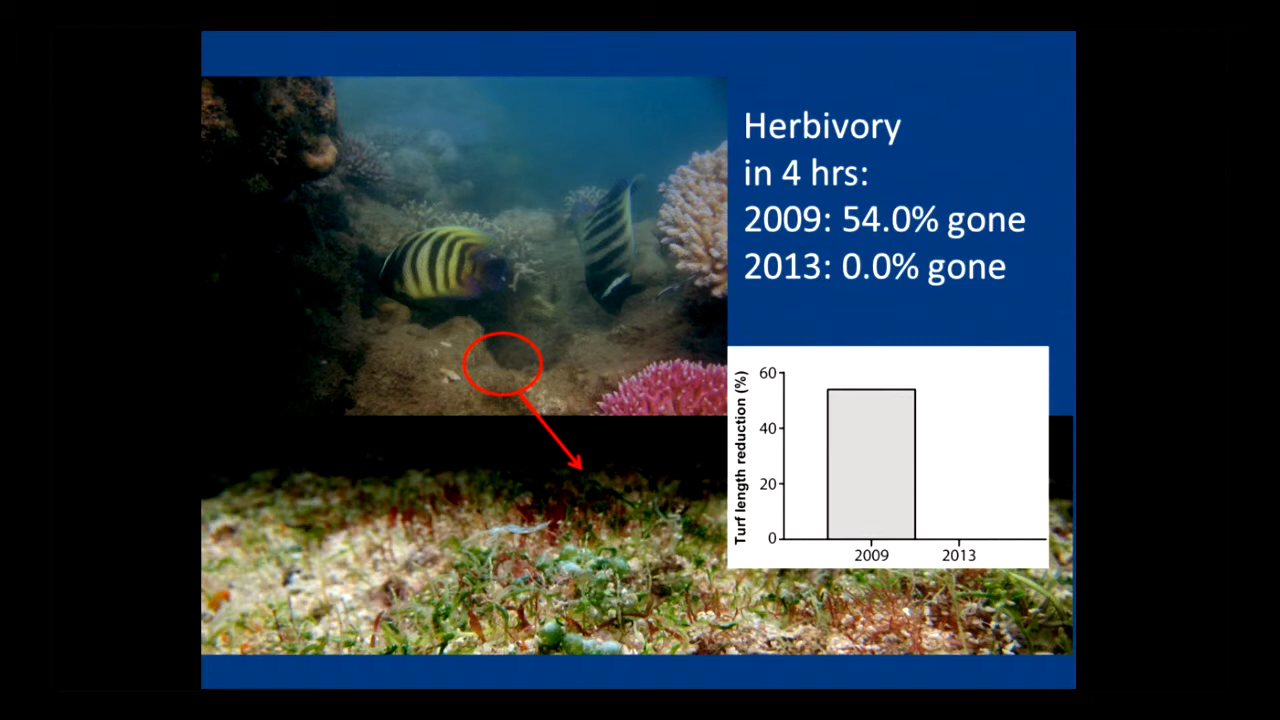 Herbivory
in 4 hrs:
2009: 54.0% gone
2013: 0.0% gone
Turf length reduction (%)
60
40
20
0
2009 2013